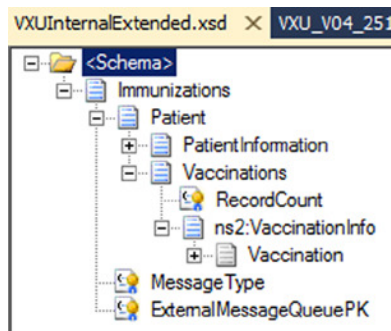 VXUInternalExtended.xsd VXU_V04_251
<Schema>
Immunizations
Patient
PatientInformation
Vaccinations
RecordCount
ns2:VaccinationInfo
Vaccination
MessageType
ExternalMessageQueuePK